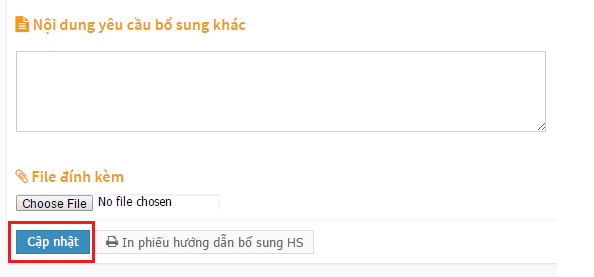 Nội dung yêu cầu bổ sung khác
File đính kèm
Choose File No file chosen
Cập nhật In phiếu hướng dẫn bổ sung HS